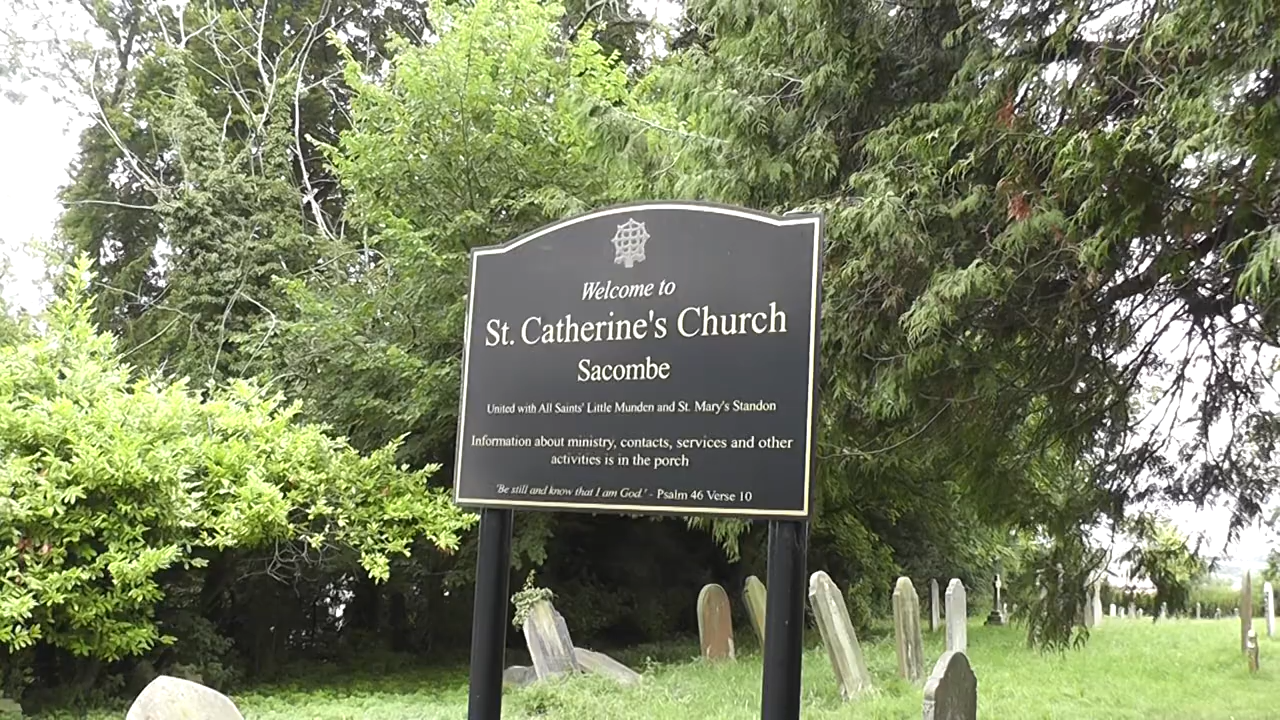 Welcome to
St. Catherine's Church
Sacombe
United with All Saints' Little Munden and St. Mary's Standon
Information about ministry, contacts, services and other
activities is in the porch
'Be still and know that I am God.' - Psalm 46 Verse 10